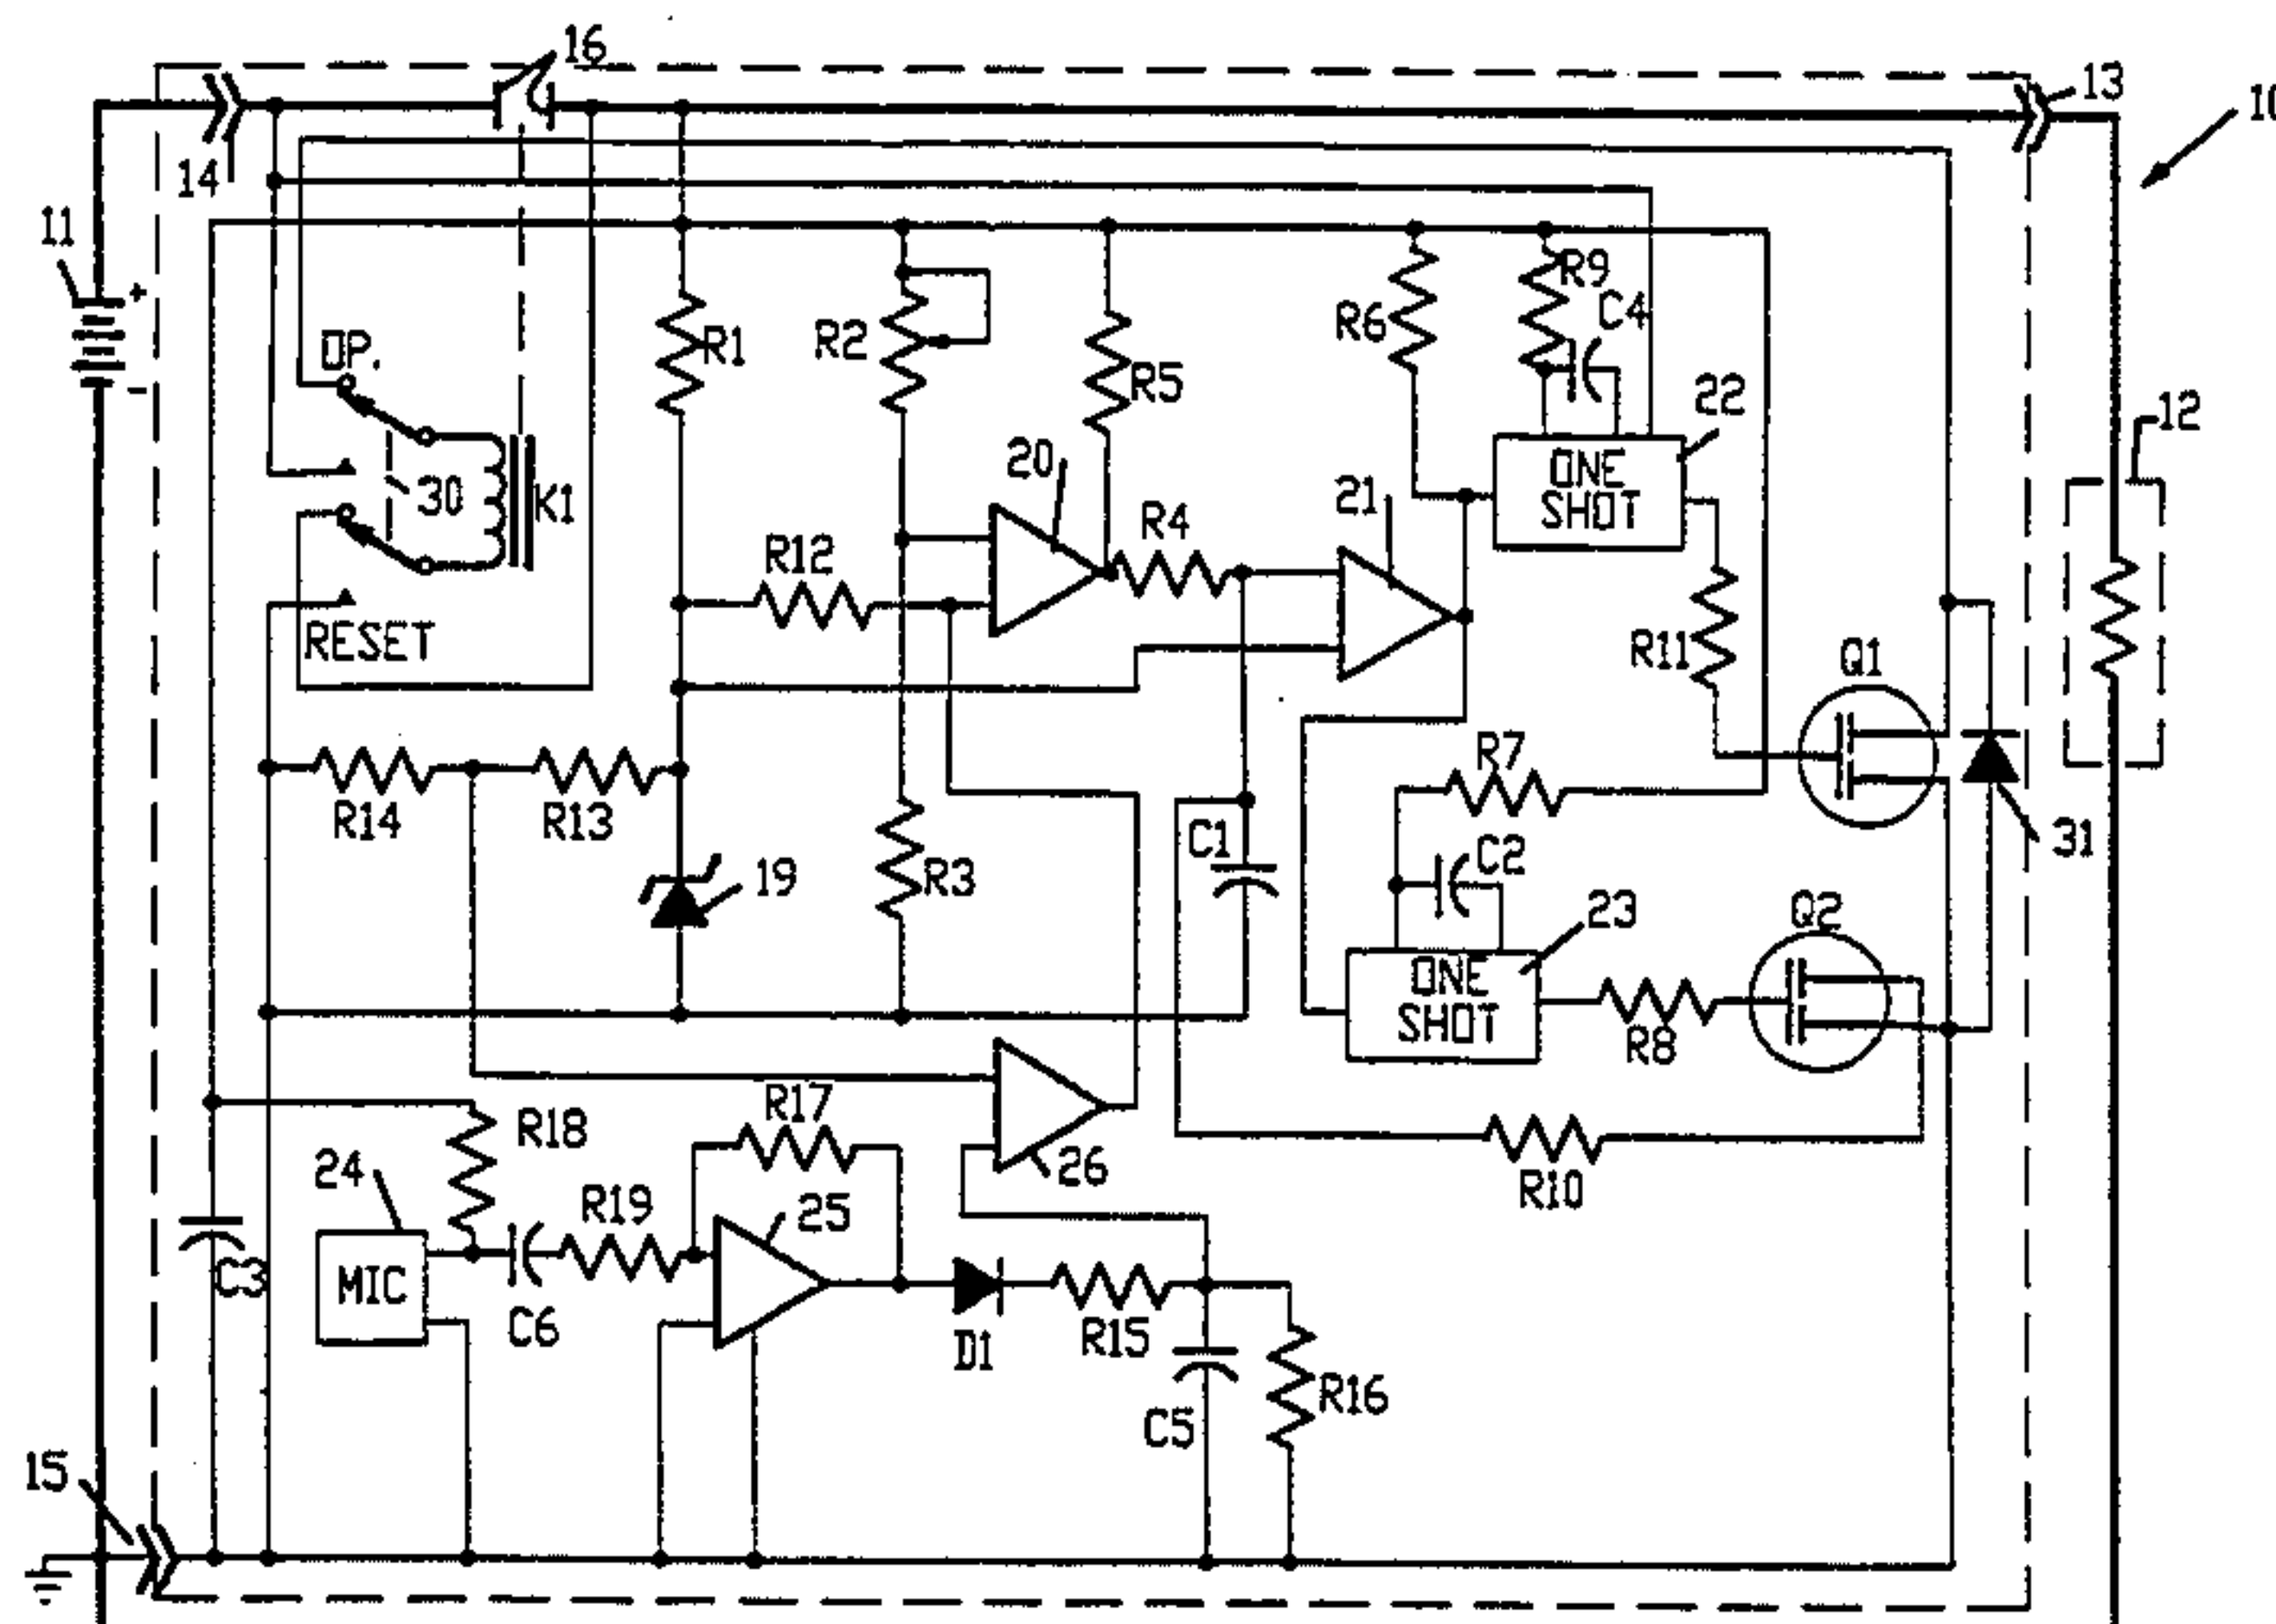 16
13
10
14
11
+
-
OP.
R1
R2
R5
R6
R9
C4
22
12
30
K1
20
R12
R4
21
ONE
SHOT
RESET
R11
Q1
R14
R13
19
R3
C1
R7
C2
23
31
Q2
ONE
SHOT
R8
R18
R17
26
R10
24
MIC
C3
C6
R19
25
D1
R15
C5
R16
15